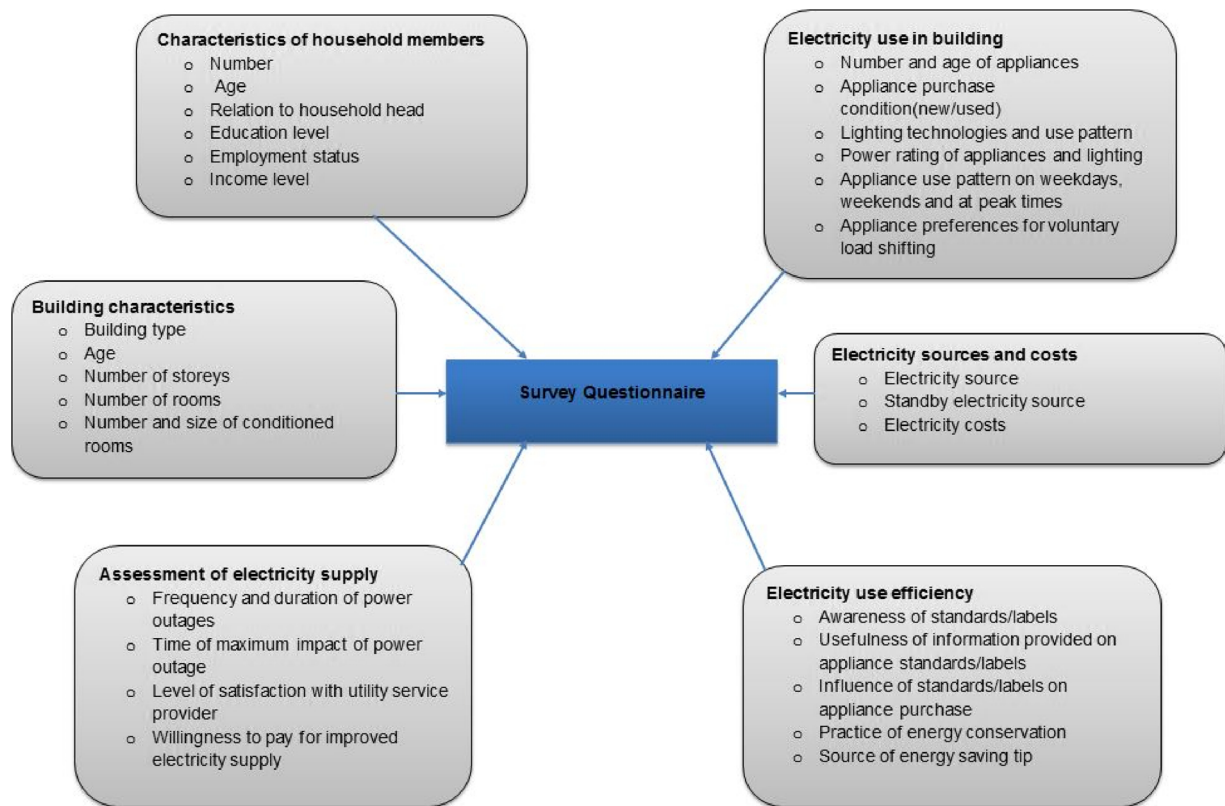 Characteristics of household members
o Number
o Age
o Relation to household head
o Education level
o Employment status
o Income level
Electricity use in building
o Number and age of appliances
o Appliance purchase
condition(new/used)
o Lighting technologies and use pattern
o Power rating of appliances and lighting
o Appliance use pattern on weekdays,
weekends and at peak times
o Appliance preferences for voluntary
load shifting
Building characteristics
o Building type
o Age
o Number of storeys
o Number of rooms
o Number and size of conditioned
rooms
Survey Questionnaire
Electricity sources and costs
o Electricity source
o Standby electricity source
o Electricity costs
Assessment of electricity supply
o Frequency and duration of power
outages
o Time of maximum impact of power
outage
o Level of satisfaction with utility service
provider
o Willingness to pay for improved
electricity supply
Electricity use efficiency
o Awareness of standards/labels
o Usefulness of information provided on
appliance standards/labels
o Influence of standards/labels on
appliance purchase
o Practice of energy conservation
o Source of energy saving tip